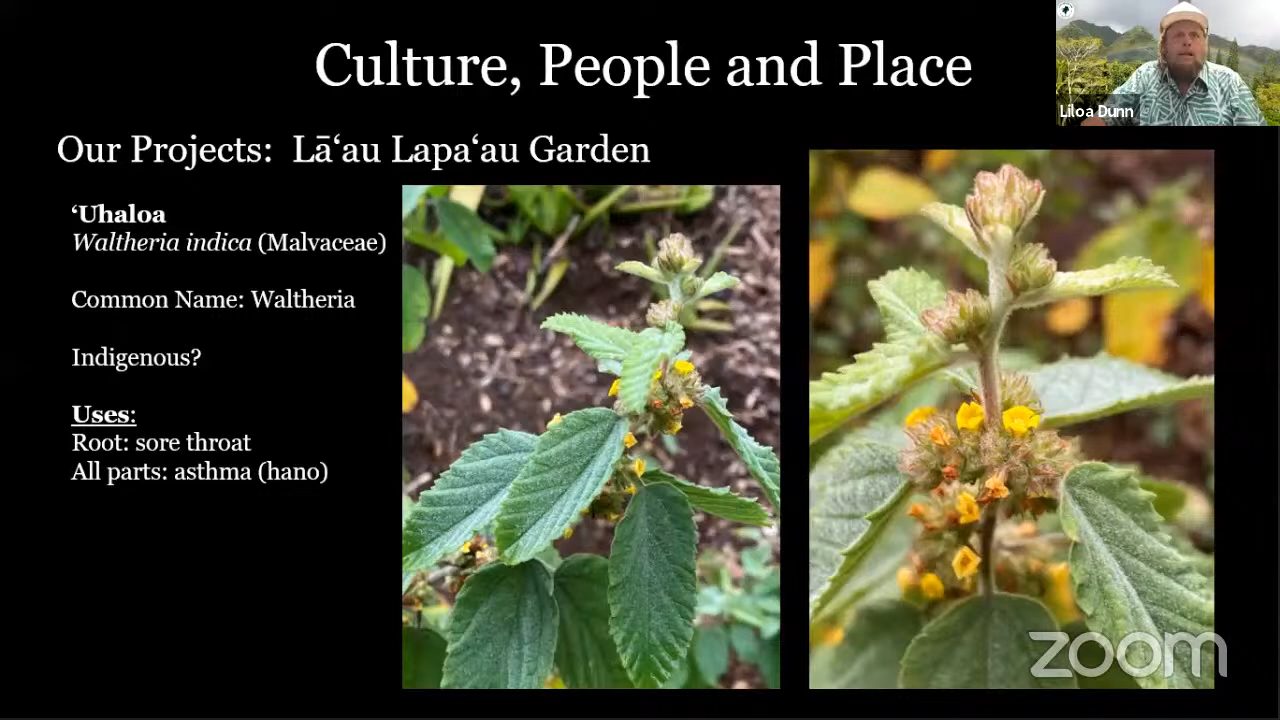 Culture, People and Place
Liloa Dunn
Our Projects: Lāʻau Lapaʻau Garden
ʻUhaloa
Waltheria indica (Malvaceae)
Common Name: Waltheria
Indigenous?
Uses:
Root: sore throat
All parts: asthma (hano)
zoom